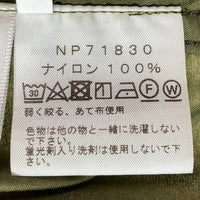 NP71830
ナイロン 100%
30 P W
弱く絞る、あて布使用
色物は他の物と一緒に洗濯しない
で下さい。
蛍光剤入り洗剤は使用しない
で下さい。